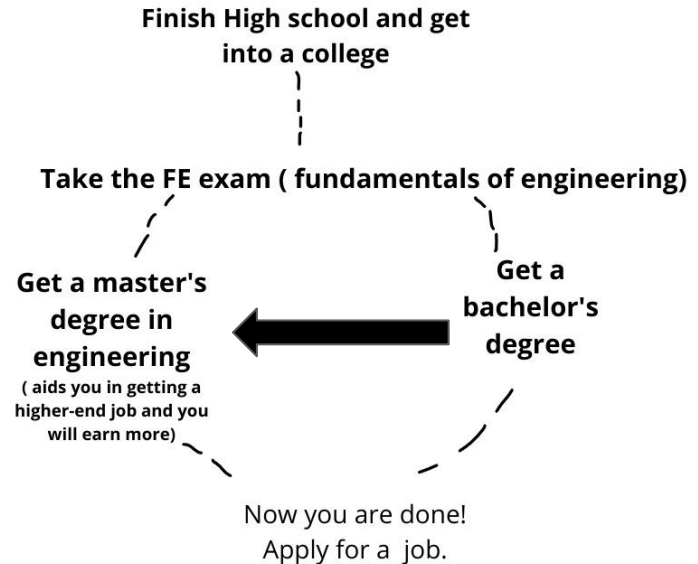 Finish High school and get
into a college
Take the FE exam ( fundamentals of engineering)
Get a master's
degree in
engineering
( aids you in getting a
higher-end job and you
will earn more)
Get a
bachelor's
degree
Now you are done!
Apply for a job.